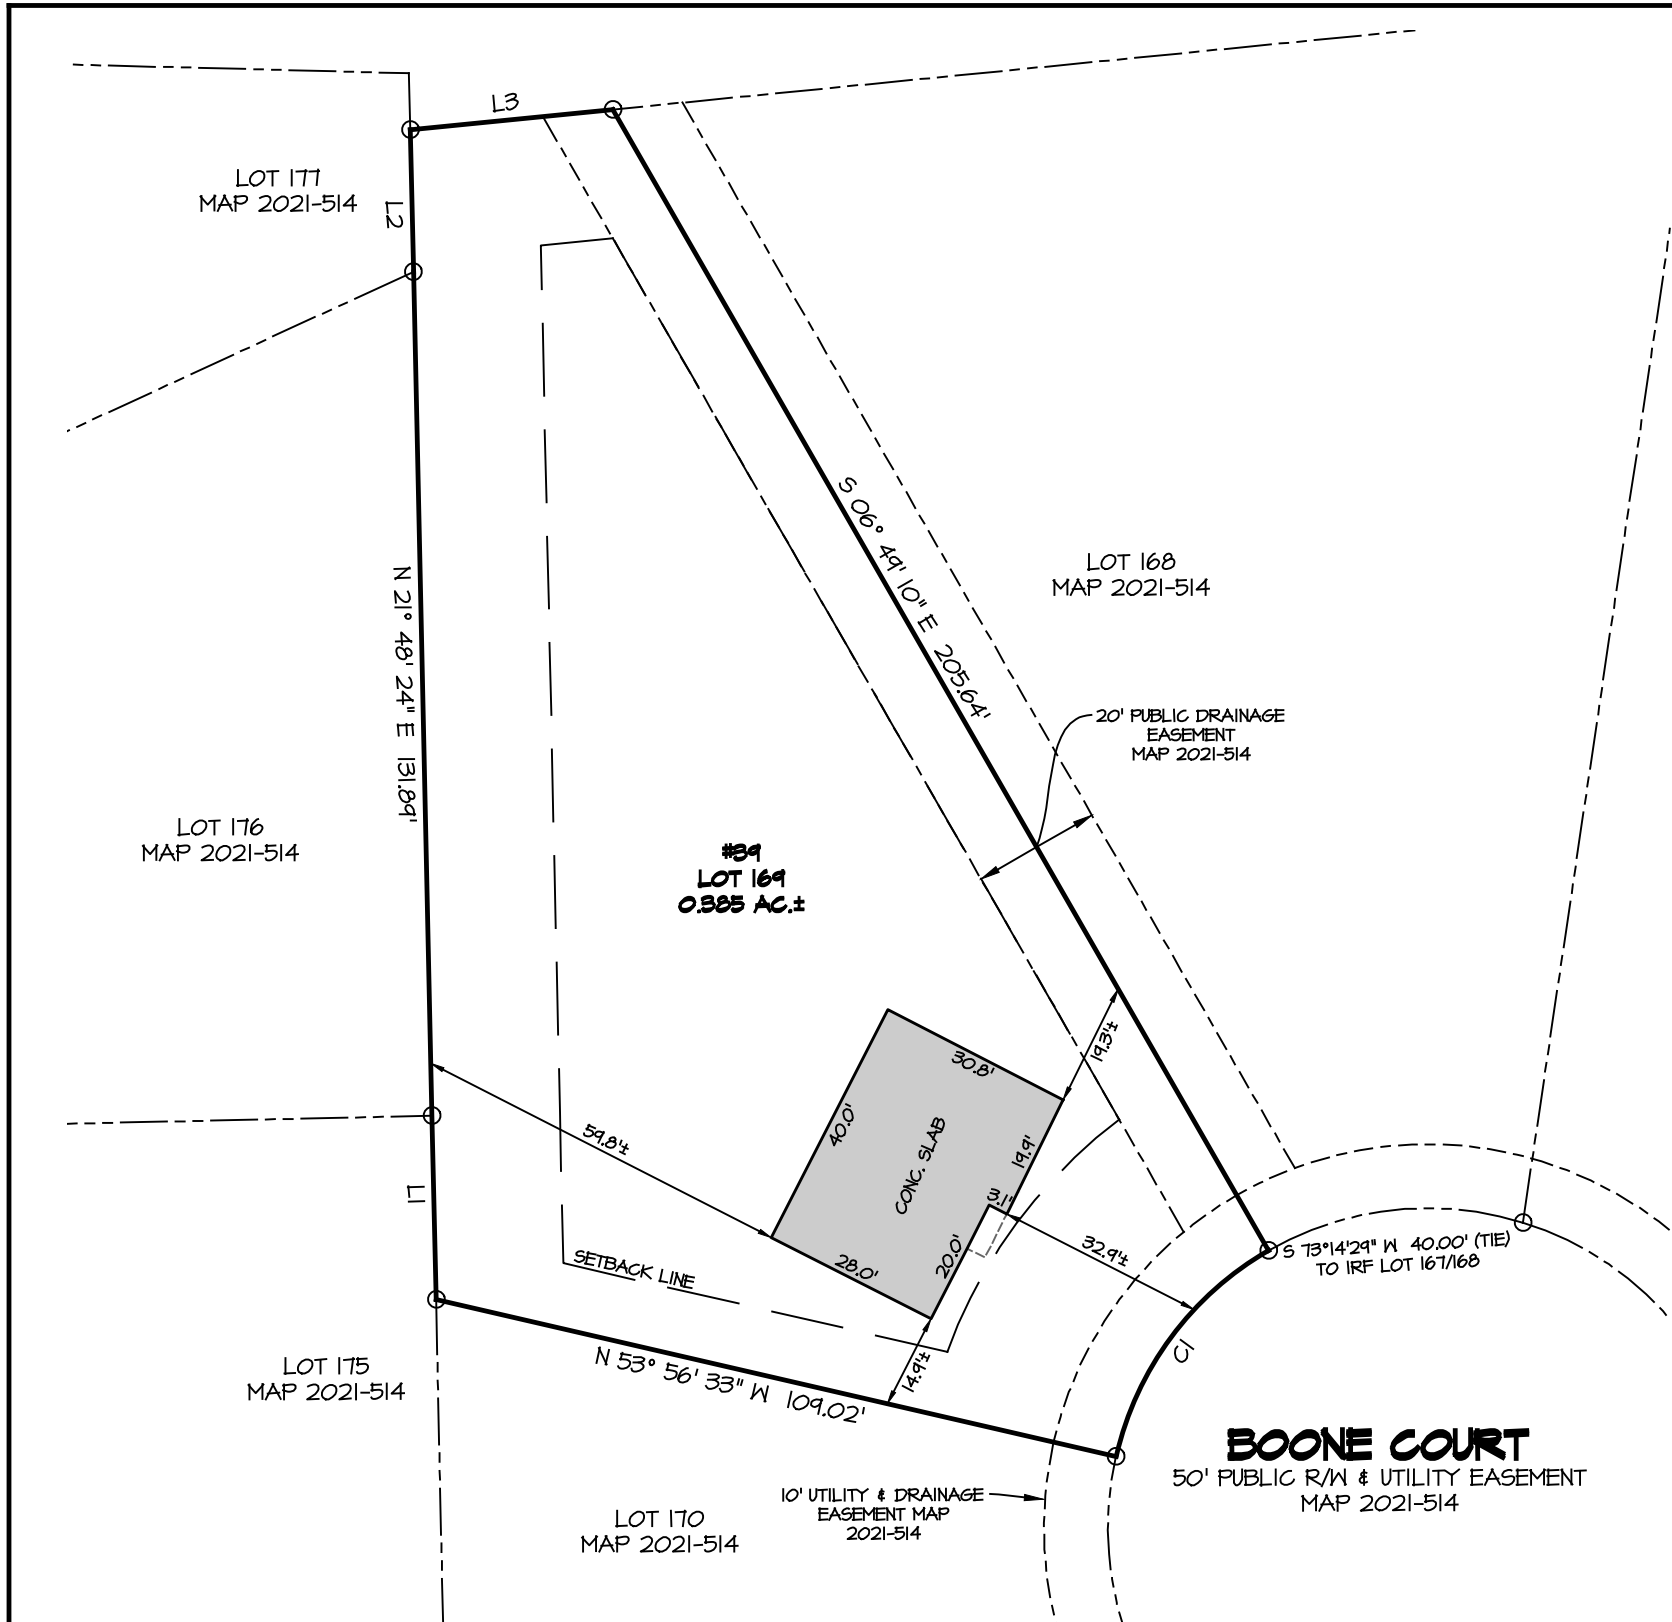 L3
LOT 177
MAP 2021-514
L2
S 06° 49' 10" E 205.64'
LOT 168
MAP 2021-514
N 21° 48' 24" E 131.89'
20' PUBLIC DRAINAGE
EASEMENT
MAP 2021-514
LOT 176
MAP 2021-514
#39
LOT 169
0.385 AC.±
30.8'
19.3'±
40.0'
CONC. SLAB
19.9'
59.8'±
3.1'
L1
20.0'
32.9'±
28.0'
SETBACK LINE
S 73°14'29" W 40.00' (TIE)
TO IRF LOT 167/168
C1
14.9'±
N 53° 56' 33" W 109.02'
LOT 175
MAP 2021-514
BOONE COURT
50' PUBLIC R/W & UTILITY EASEMENT
MAP 2021-514
10' UTILITY & DRAINAGE
EASEMENT MAP
2021-514
LOT 170
MAP 2021-514